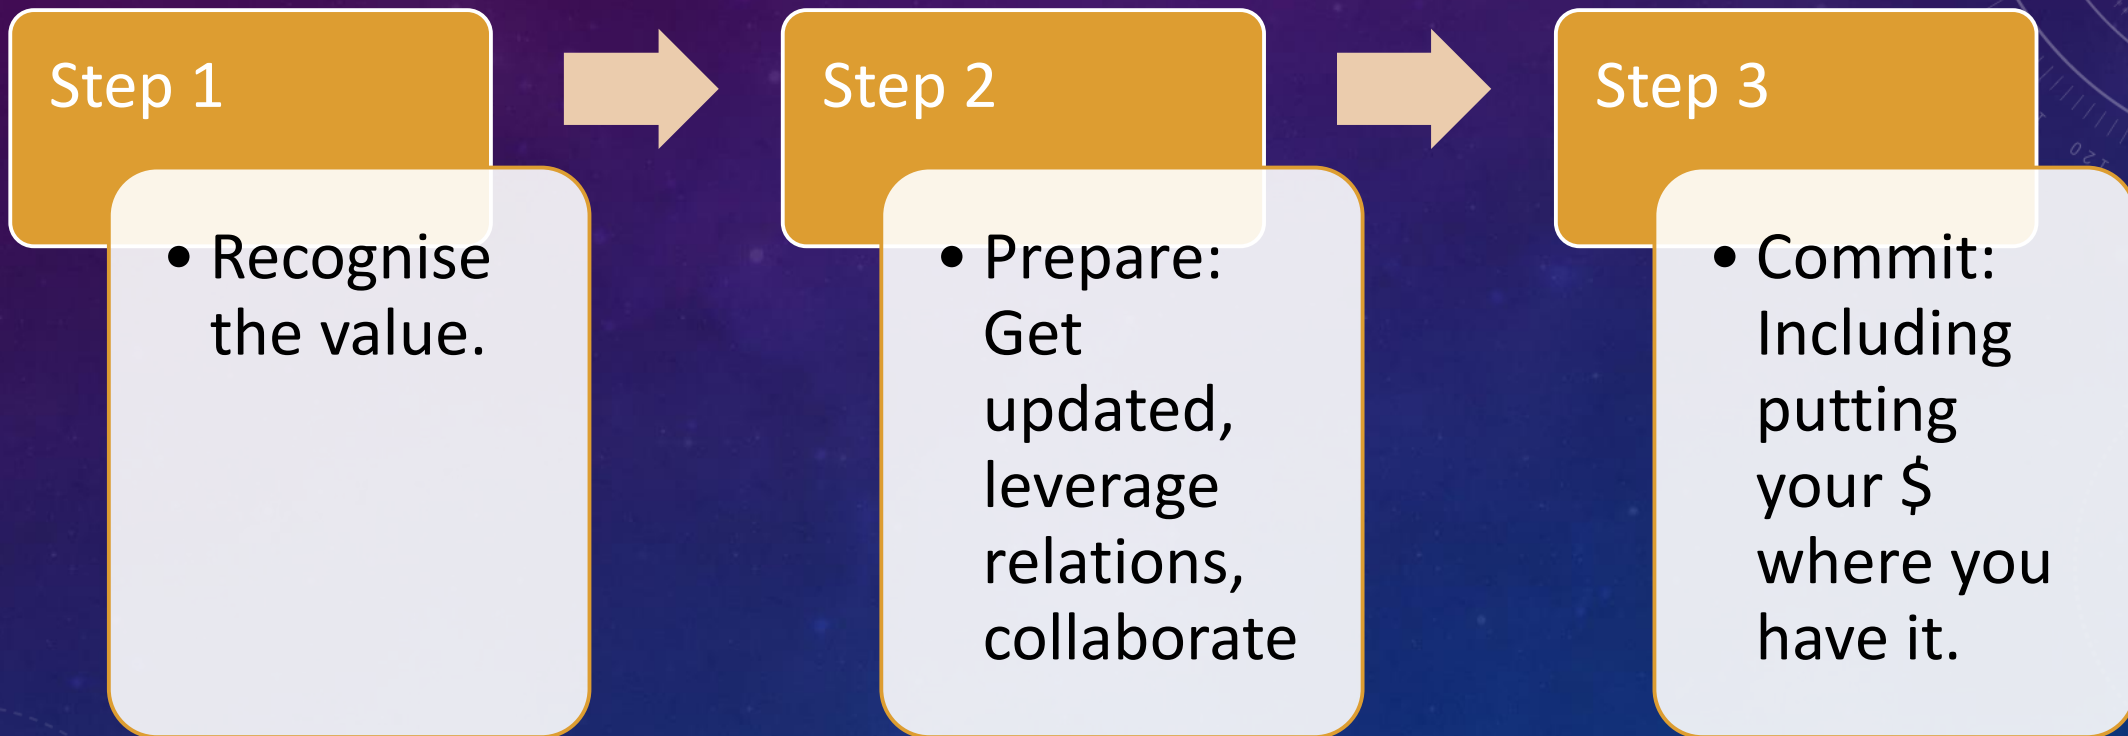 Step 1
• Recognise
the value.
Step 2
• Prepare:
Get
updated,
leverage
relations,
collaborate
Step 3
• Commit:
Including
putting
your $
where you
have it.
120